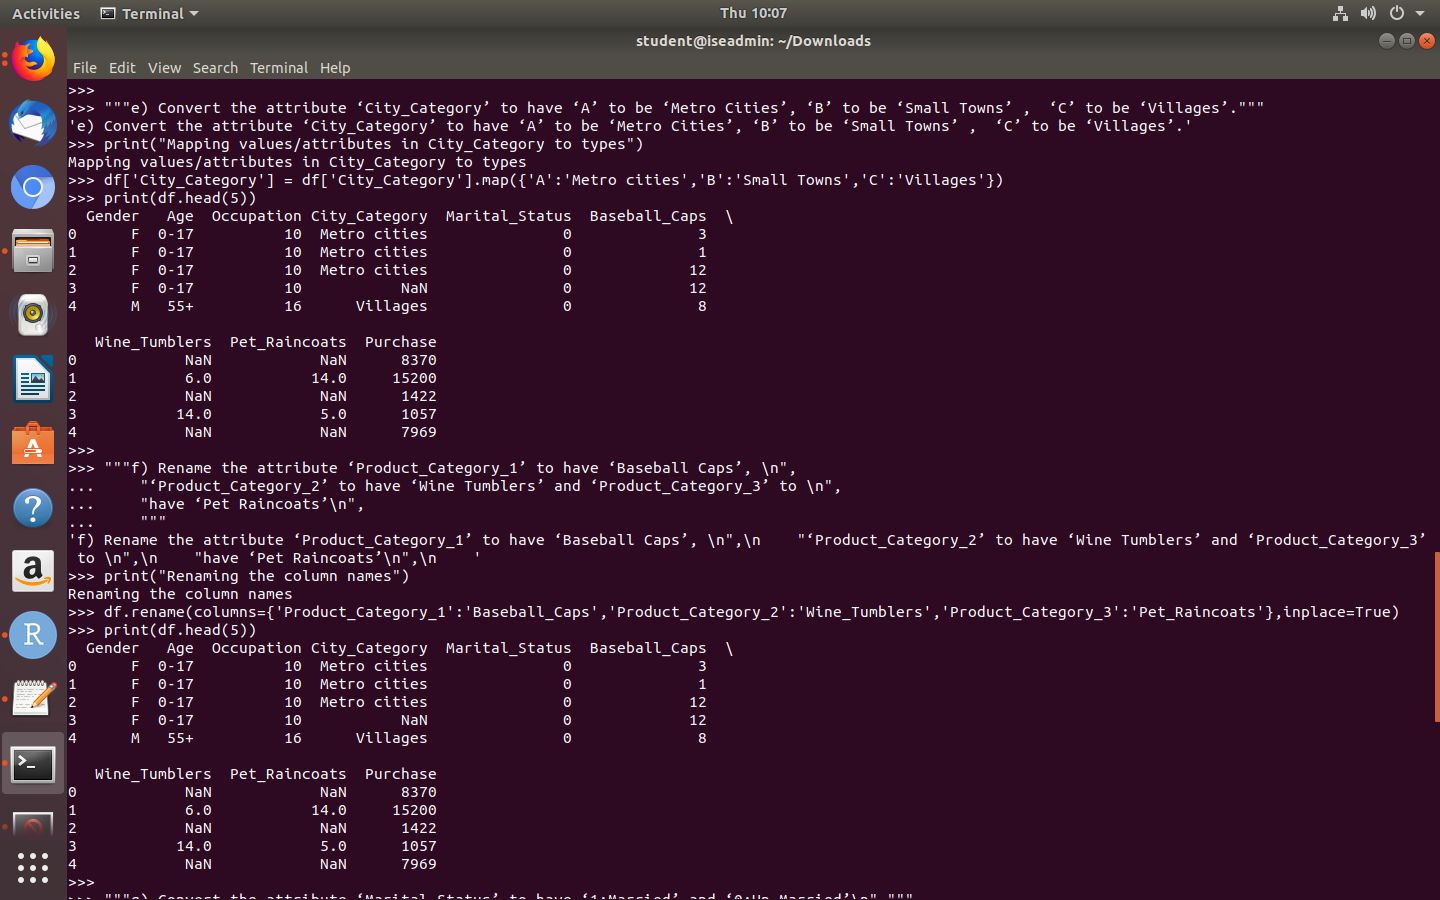 Activities Terminal Thu 10:07
student@iseadmin: ~/Downloads
File Edit View Search Terminal Help
>>>
>>> """e) Convert the attribute ‘City_Category’ to have ‘A’ to be ‘Metro Cities’, ‘B’ to be ‘Small Towns’ ,  ‘C’ to be ‘Villages’."""
'e) Convert the attribute ‘City_Category’ to have ‘A’ to be ‘Metro Cities’, ‘B’ to be ‘Small Towns’ ,  ‘C’ to be ‘Villages’.'
>>> print("Mapping values/attributes in City_Category to types")
Mapping values/attributes in City_Category to types
>>> df['City_Category'] = df['City_Category'].map({'A':'Metro cities','B':'Small Towns','C':'Villages'})
>>> print(df.head(5))
  Gender   Age  Occupation City_Category  Marital_Status  Baseball_Caps  \
0      F  0-17          10  Metro cities               0              3
1      F  0-17          10  Metro cities               0              1
2      F  0-17          10  Metro cities               0             12
3      F  0-17          10           NaN               0             12
4      M   55+          16      Villages               0              8
   Wine_Tumblers  Pet_Raincoats  Purchase
0            NaN            NaN      8370
1            6.0           14.0     15200
2            NaN            NaN      1422
3           14.0            5.0      1057
4            NaN            NaN      7969
>>>
>>> """f) Rename the attribute ‘Product_Category_1’ to have ‘Baseball Caps’, \n",
...     "‘Product_Category_2’ to have ‘Wine Tumblers’ and ‘Product_Category_3’ to \n",
...     "have ‘Pet Raincoats’\n",
...     """
'f) Rename the attribute ‘Product_Category_1’ to have ‘Baseball Caps’, \n",\n    "‘Product_Category_2’ to have ‘Wine Tumblers’ and ‘Product_Category_3’
 to \n",\n    "have ‘Pet Raincoats’\n",\n    '
>>> print("Renaming the column names")
Renaming the column names
>>> df.rename(columns={'Product_Category_1':'Baseball_Caps','Product_Category_2':'Wine_Tumblers','Product_Category_3':'Pet_Raincoats'},inplace=True)
>>> print(df.head(5))
  Gender   Age  Occupation City_Category  Marital_Status  Baseball_Caps  \
0      F  0-17          10  Metro cities               0              3
1      F  0-17          10  Metro cities               0              1
2      F  0-17          10  Metro cities               0             12
3      F  0-17          10           NaN               0             12
4      M   55+          16      Villages               0              8
   Wine_Tumblers  Pet_Raincoats  Purchase
0            NaN            NaN      8370
1            6.0           14.0     15200
2            NaN            NaN      1422
3           14.0            5.0      1057
4            NaN            NaN      7969
>>>
>>> """g) Convert the attribute ‘Marital_Status’ to have ‘1:Married’ and ‘0:Un-Married’\n" """